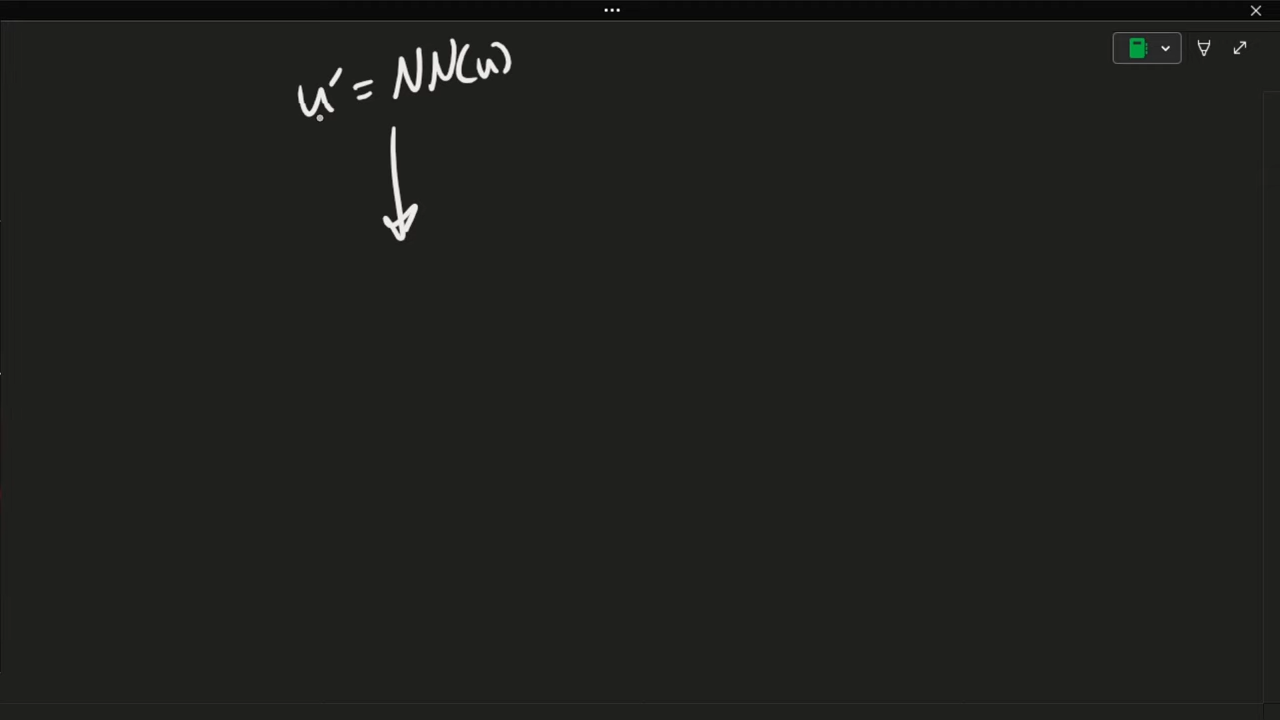 u' = NN(u)